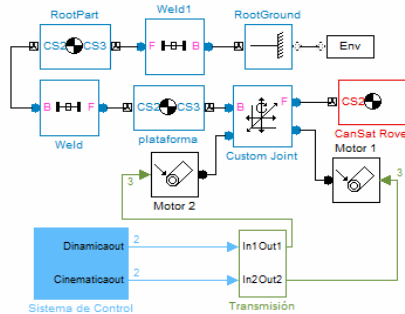 RootPart
Weld1
RootGround
CS2 CS3
F B
Env
B F
CS2 CS3
B F
CS2
Weld
plataforma
Custom Joint
CanSat Rove
Motor 2
Motor 1
3
3
Dinamicaout
2
In1 Out1
Cinematicaout
2
In2 Out2
Sistema de Control
Transmisión